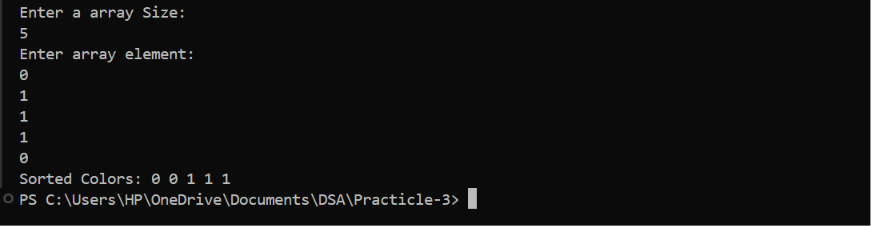 Enter a array Size:
5
Enter array element:
0
1
1
1
0
Sorted Colors: 0 0 1 1 1
PS C:\Users\HP\OneDrive\Documents\DSA\Practicle-3>